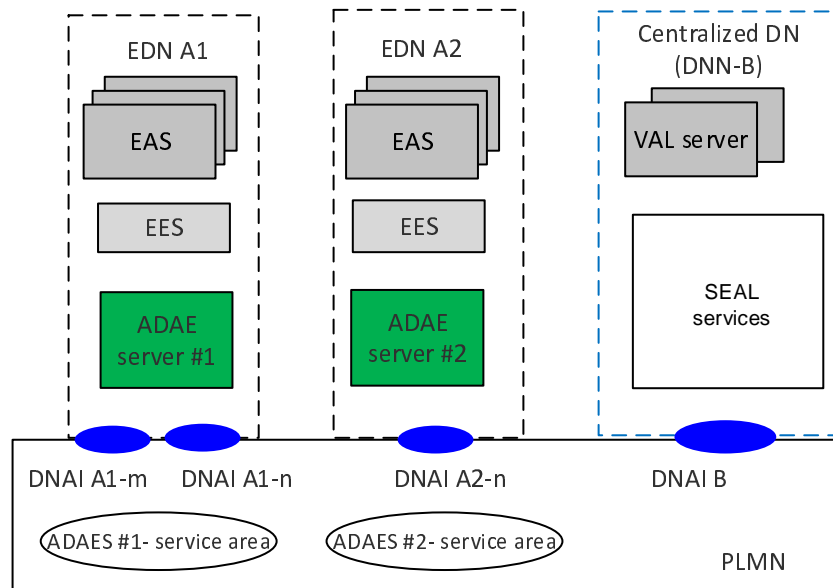 EDN A1
EDN A2
Centralized DN
(DNN-B)
EAS
EAS
VAL server
EES
EES
SEAL
services
ADAE
server #1
ADAE
server #2
DNAI A1-m
DNAI A1-n
DNAI A2-n
DNAI B
ADAES #1- service area
ADAES #2- service area
PLMN